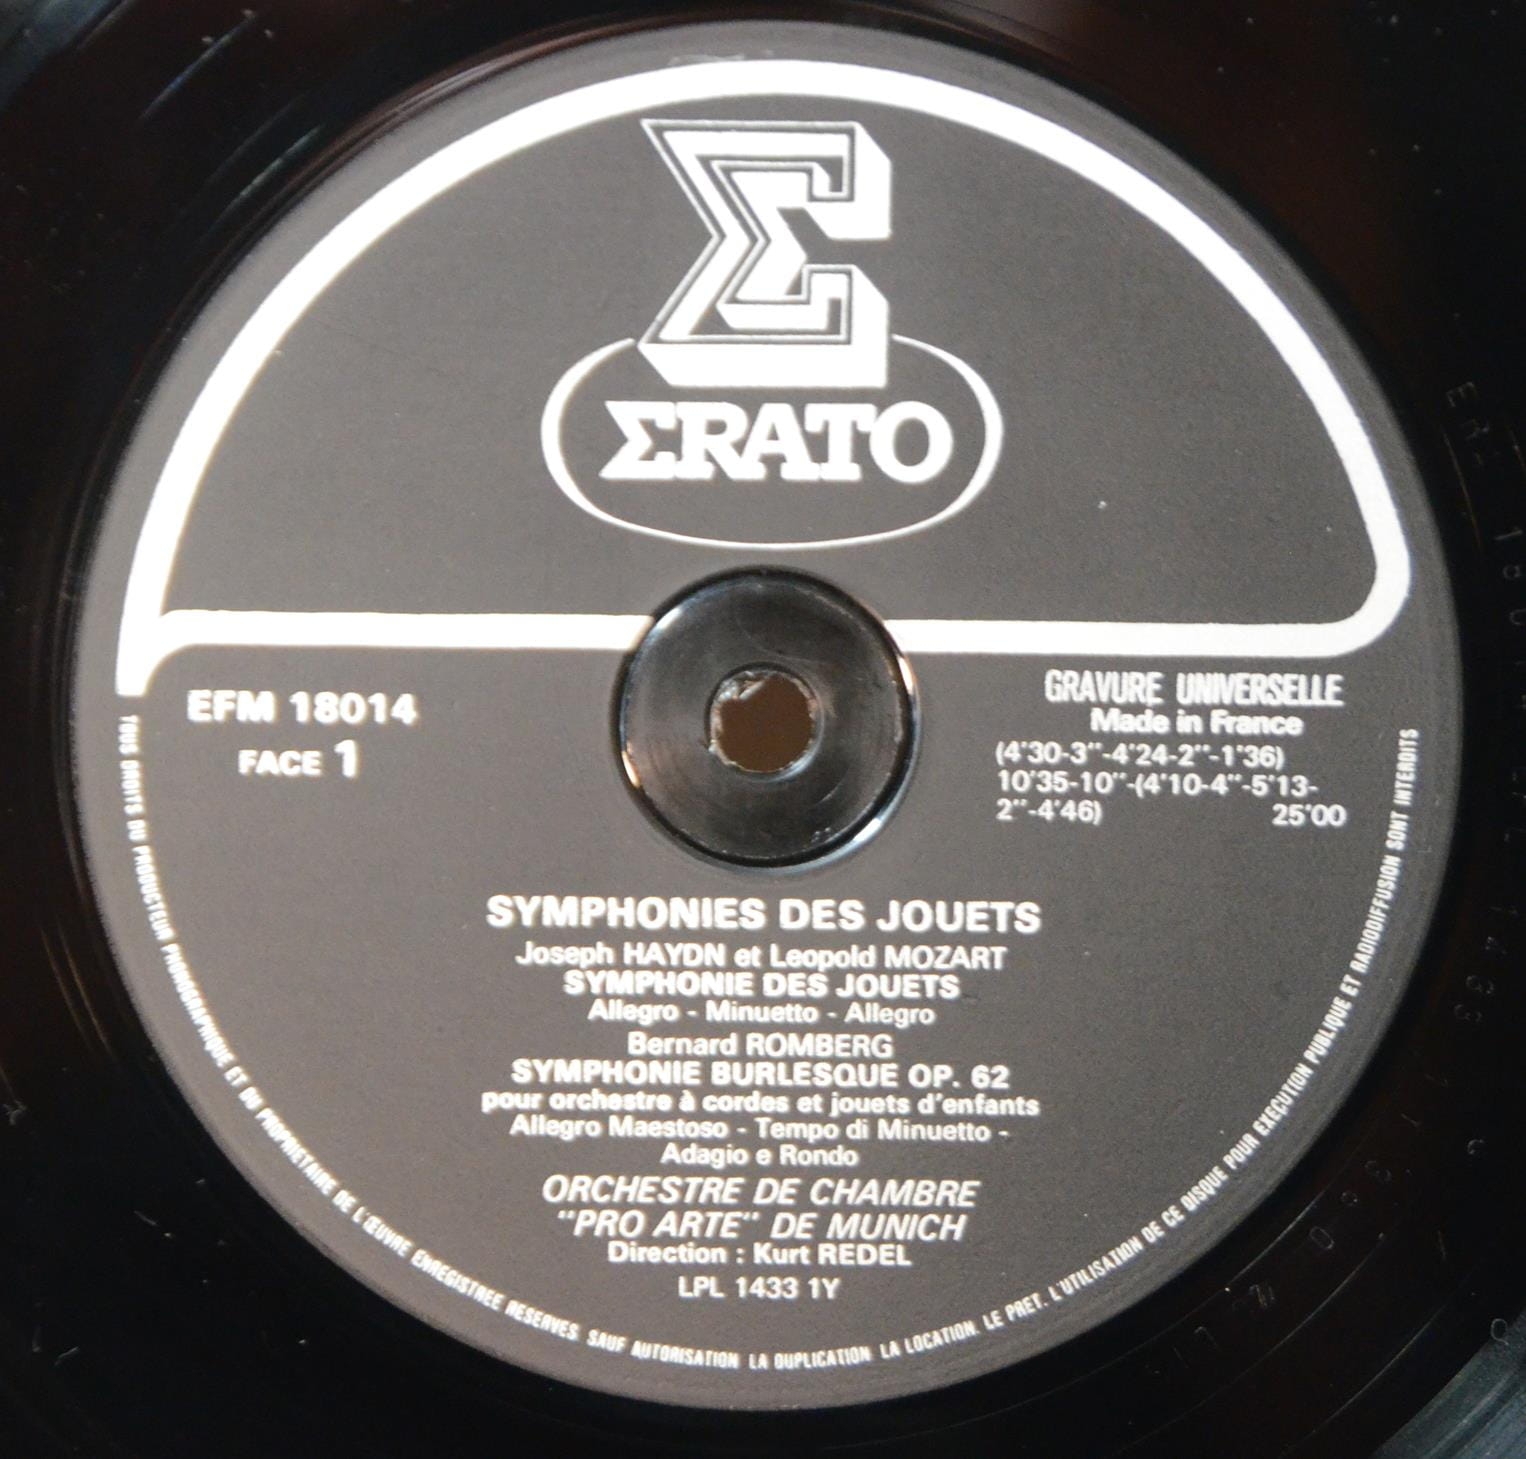 ΣRATO
EFM 18014
FACE 1
GRAVURE UNIVERSELLE
Made in France
(4'30-3''-4'24-2''-1'36)
10'35-10''-(4'10-4''-5'13-
2''-4'46) 25'00
SYMPHONIES DES JOUETS
Joseph HAYDN et Leopold MOZART
SYMPHONIE DES JOUETS
Allegro - Minuetto - Allegro
Bernard ROMBERG
SYMPHONIE BURLESQUE OP. 62
pour orchestre à cordes et jouets d'enfants
Allegro Maestoso - Tempo di Minuetto -
Adagio e Rondo
ORCHESTRE DE CHAMBRE
"PRO ARTE" DE MUNICH
Direction : Kurt REDEL
LPL 1433 1Y
TOUS DROITS DU PRODUCTEUR PHONOGRAPHIQUE ET DU PROPRIETAIRE DE L'ŒUVRE ENREGISTREE RESERVES SAUF AUTORISATION LA DUPLICATION LA LOCATION. LE PRET. L'UTILISATION DE CE DISQUE POUR EXECUTION PUBLIQUE ET RADIODIFFUSION SONT INTERDITS